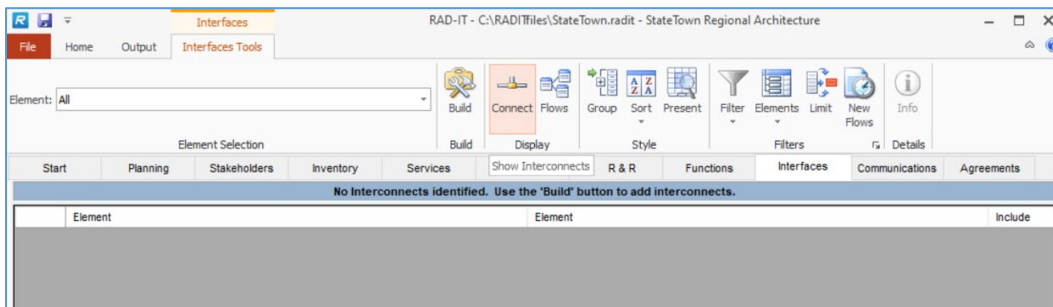 R Interfaces RAD-IT - C:\RADITfiles\StateTown.radit - StateTown Regional Architecture
File Home Output Interfaces Tools
Element: All
Build Connect Flows Group Sort Present Filter Elements Limit New Flows Info
Element Selection Build Display Style Filters Details
Start Planning Stakeholders Inventory Services Show Interconnects R & R Functions Interfaces Communications Agreements
No Interconnects identified. Use the 'Build' button to add interconnects.
Element Element Include